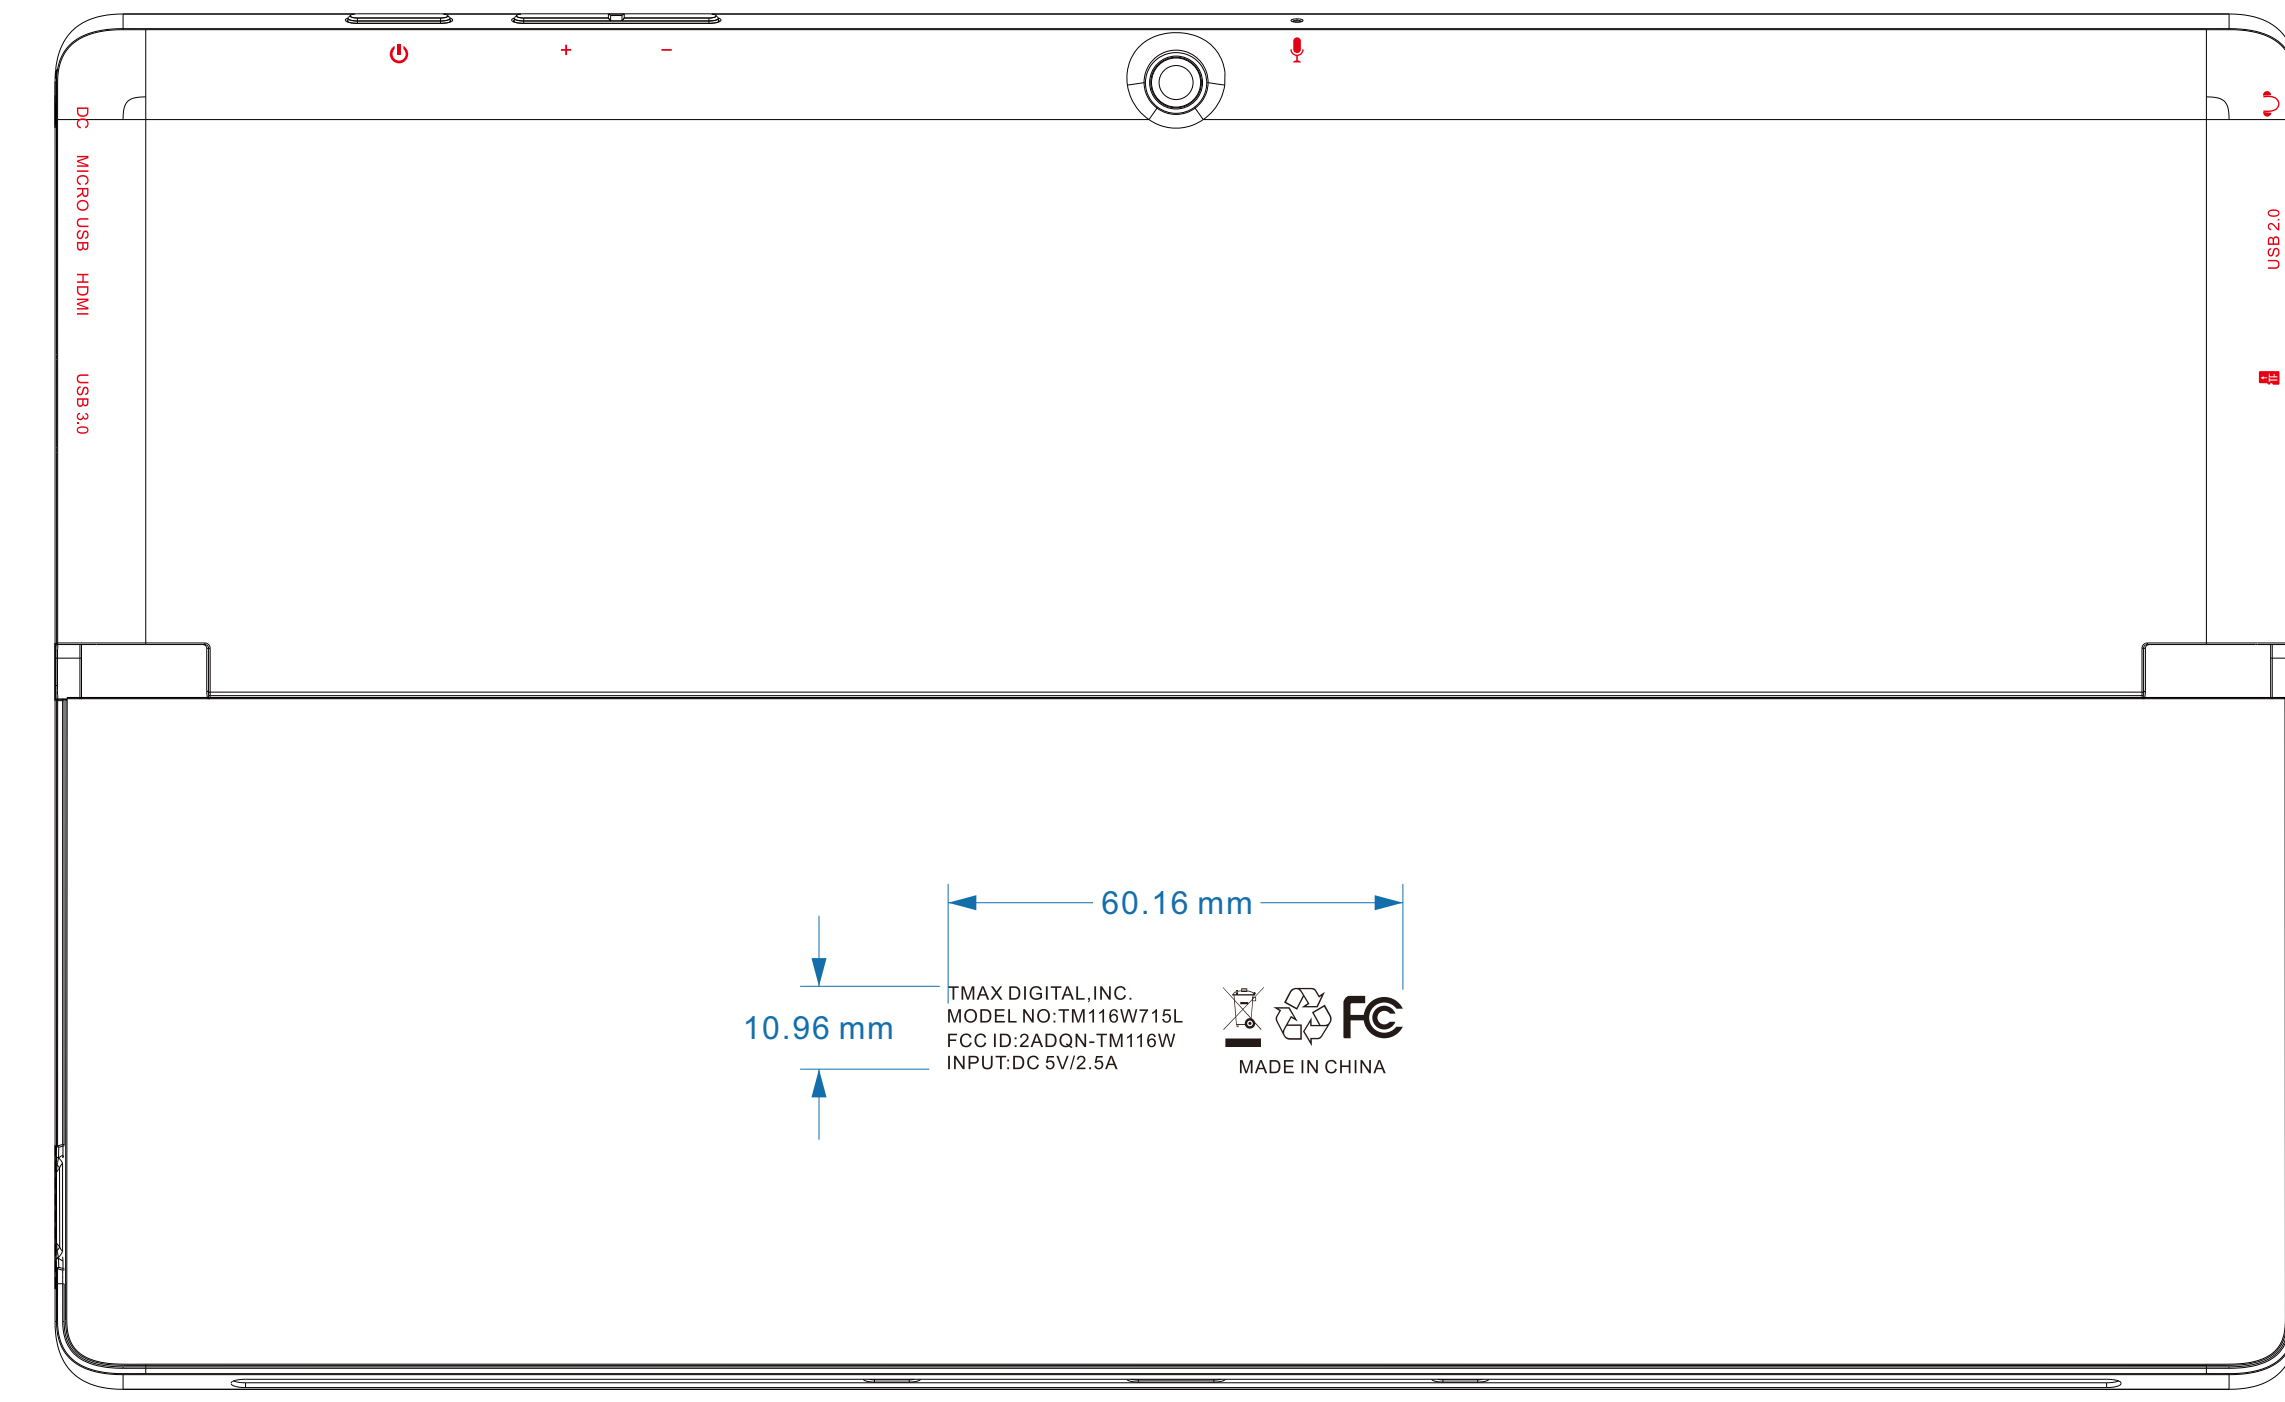 + −
DC
MICRO USB
HDMI
USB 3.0
USB 2.0
TF
60.16 mm
10.96 mm
TMAX DIGITAL,INC.
MODEL NO:TM116W715L
FCC ID:2ADQN-TM116W
INPUT:DC 5V/2.5A
FC
MADE IN CHINA